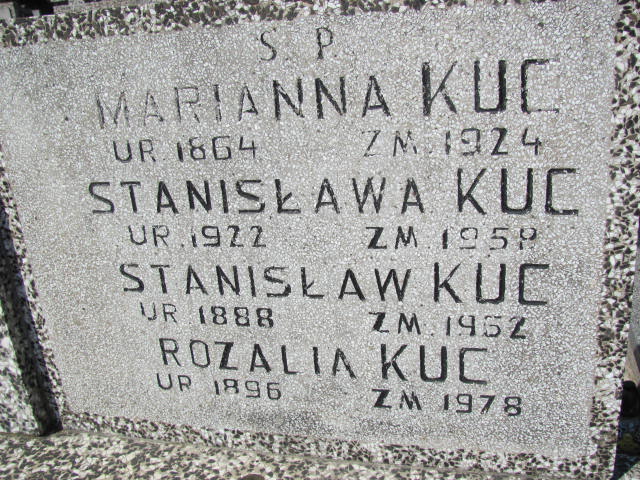 S. P.
MARIANNA KUC
UR 1864 ZM. 1924
STANISŁAWA KUC
UR. 1922 ZM. 1958
STANISŁAW KUC
UR 1888 ZM. 1952
ROZALIA KUC
UR 1896 ZM 1978